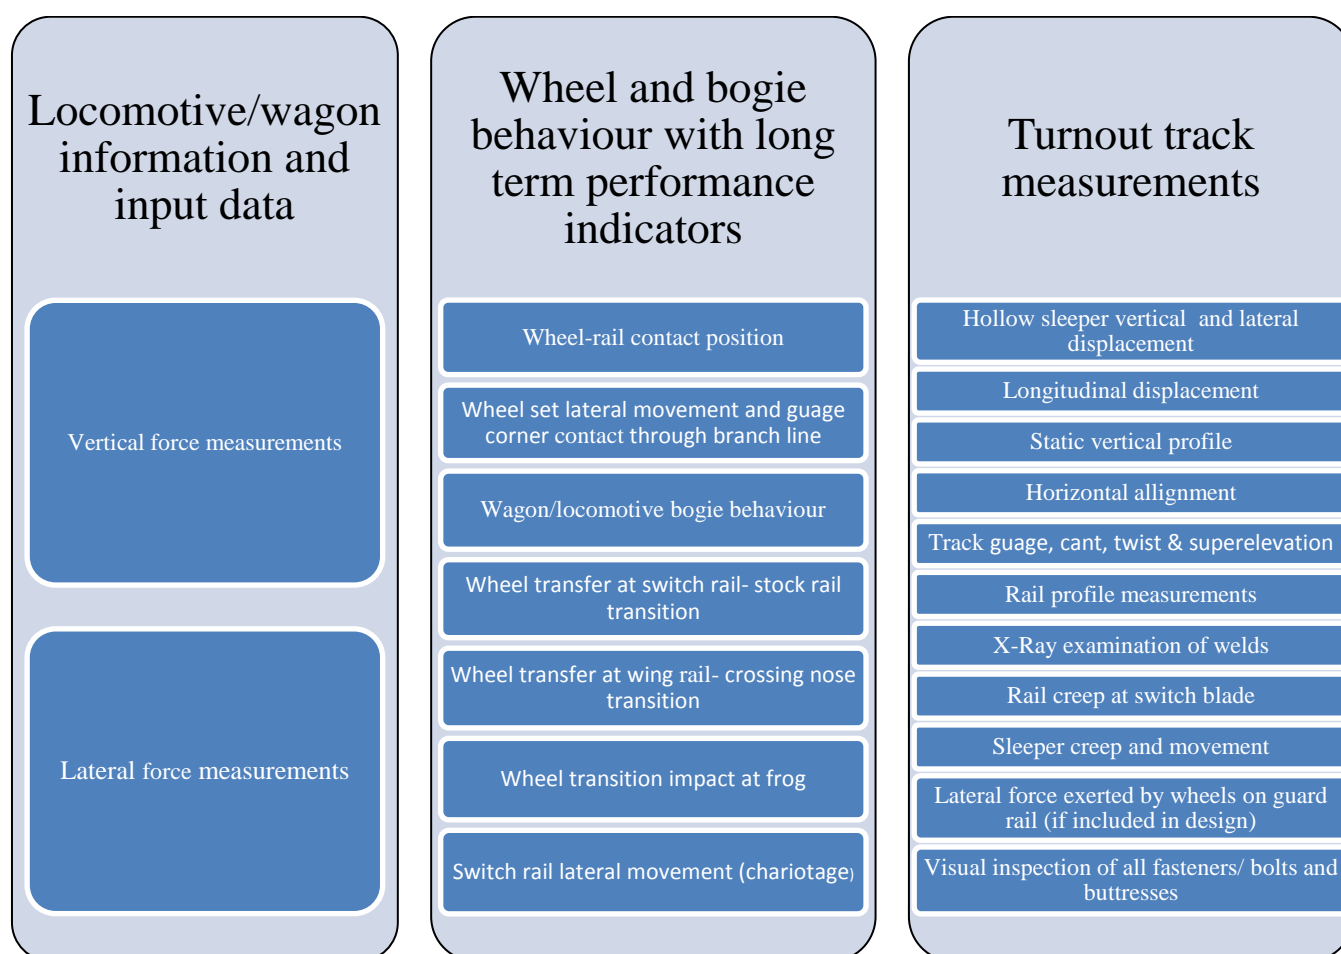 Locomotive/wagon
information and
input data
Vertical force measurements
Lateral force measurements
Wheel and bogie
behaviour with long
term performance
indicators
Wheel-rail contact position
Wheel set lateral movement and guage
corner contact through branch line
Wagon/locomotive bogie behaviour
Wheel transfer at switch rail- stock rail
transition
Wheel transfer at wing rail- crossing nose
transition
Wheel transition impact at frog
Switch rail lateral movement (chariotage)
Turnout track
measurements
Hollow sleeper vertical and lateral
displacement
Longitudinal displacement
Static vertical profile
Horizontal allignment
Track guage, cant, twist & superelevation
Rail profile measurements
X-Ray examination of welds
Rail creep at switch blade
Sleeper creep and movement
Lateral force exerted by wheels on guard
rail (if included in design)
Visual inspection of all fasteners/ bolts and
buttresses